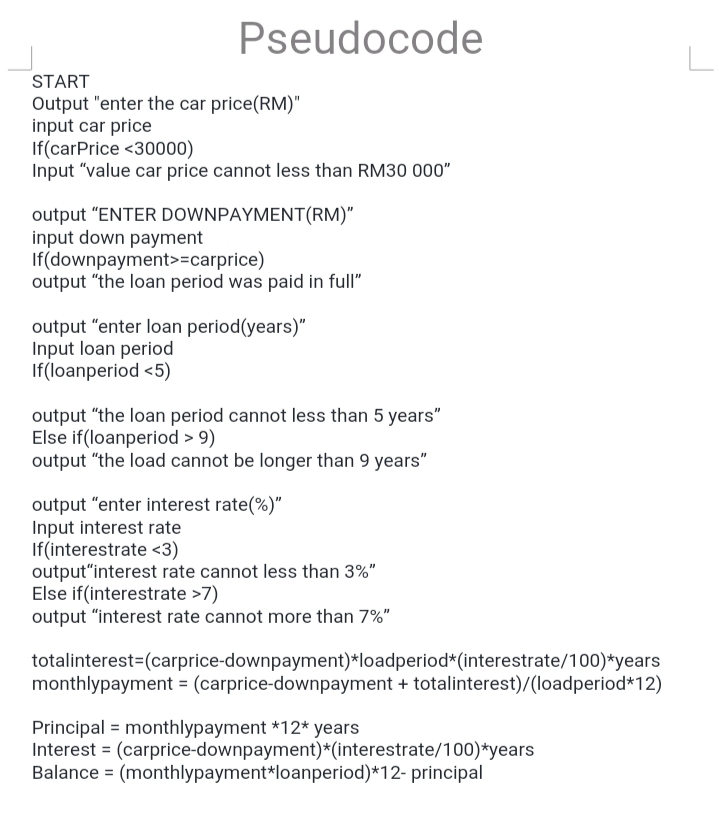 Pseudocode
START
Output "enter the car price(RM)"
input car price
If(carPrice <30000)
Input “value car price cannot less than RM30 000”
output “ENTER DOWNPAYMENT(RM)”
input down payment
If(downpayment>=carprice)
output “the loan period was paid in full”
output “enter loan period(years)”
Input loan period
If(loanperiod <5)
output “the loan period cannot less than 5 years”
Else if(loanperiod > 9)
output “the load cannot be longer than 9 years”
output “enter interest rate(%)”
Input interest rate
If(interestrate <3)
output“interest rate cannot less than 3%”
Else if(interestrate >7)
output “interest rate cannot more than 7%”
totalinterest=(carprice-downpayment)*loadperiod*(interestrate/100)*years
monthlypayment = (carprice-downpayment + totalinterest)/(loadperiod*12)
Principal = monthlypayment *12* years
Interest = (carprice-downpayment)*(interestrate/100)*years
Balance = (monthlypayment*loanperiod)*12- principal